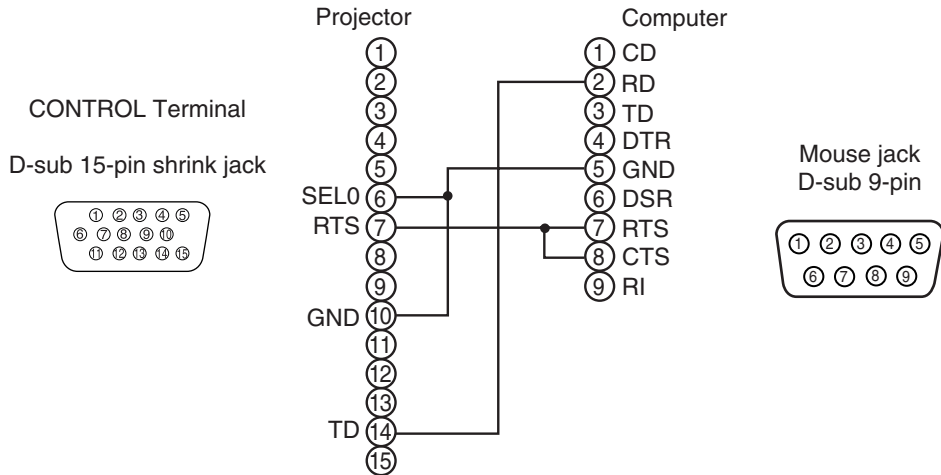 Projector
Computer
CONTROL Terminal
D-sub 15-pin shrink jack
① ② ③ ④ ⑤
⑥ ⑦ ⑧ ⑨ ⑩
⑪ ⑫ ⑬ ⑭ ⑮
①
②
③
④
⑤
SEL0 ⑥
RTS ⑦
⑧
⑨
GND ⑩
⑪
⑫
⑬
TD ⑭
⑮
① CD
② RD
③ TD
④ DTR
⑤ GND
⑥ DSR
⑦ RTS
⑧ CTS
⑨ RI
Mouse jack
D-sub 9-pin
① ② ③ ④ ⑤
⑥ ⑦ ⑧ ⑨